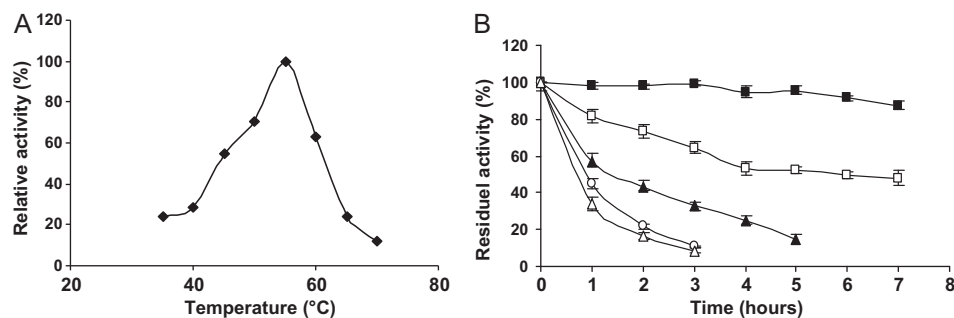 A
120
100
80
60
40
20
0
Relative activity (%)
20 40 60 80
Temperature (°C)
B
120
100
80
60
40
20
0
Residuel activity (%)
0 1 2 3 4 5 6 7 8
Time (hours)